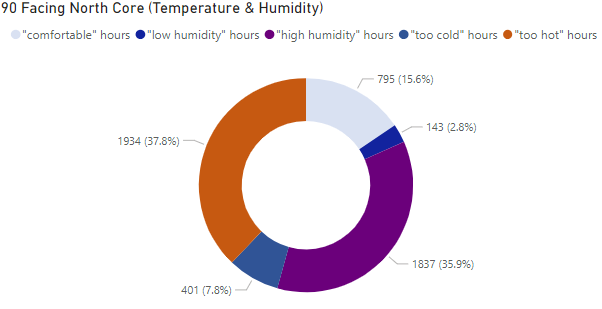 90 Facing North Core (Temperature & Humidity)
"comfortable" hours "low humidity" hours "high humidity" hours "too cold" hours "too hot" hours
795 (15.6%)
143 (2.8%)
1934 (37.8%)
1837 (35.9%)
401 (7.8%)